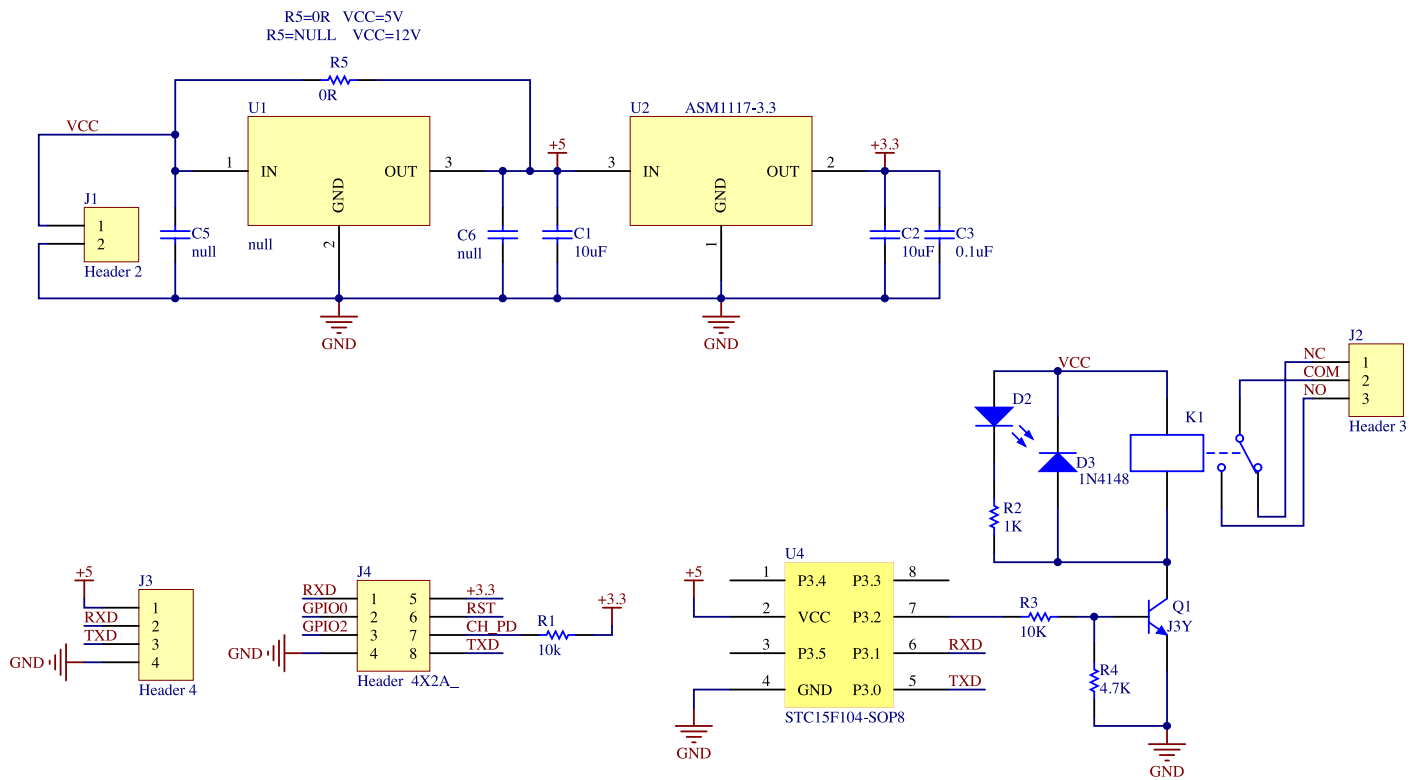 R5=0R VCC=5V
R5=NULL VCC=12V
R5
0R
VCC
J1
1
2
Header 2
C5
null
U1
1
IN
OUT
3
GND
2
null
C6
null
+5
C1
10uF
U2
ASM1117-3.3
3
IN
OUT
2
GND
1
+3.3
C2
10uF
C3
0.1uF
GND
GND
VCC
D2
D3
1N4148
R2
1K
K1
NC
COM
NO
J2
1
2
3
Header 3
+5
RXD
TXD
GND
J3
1
2
3
4
Header 4
RXD
GPIO0
GPIO2
GND
J4
1 5
2 6
3 7
4 8
Header 4X2A_
+3.3
RST
CH_PD
TXD
R1
10k
+3.3
+5
GND
U4
1 P3.4 P3.3 8
2 VCC P3.2 7
3 P3.5 P3.1 6 RXD
4 GND P3.0 5 TXD
STC15F104-SOP8
R3
10K
R4
4.7K
Q1
J3Y
GND